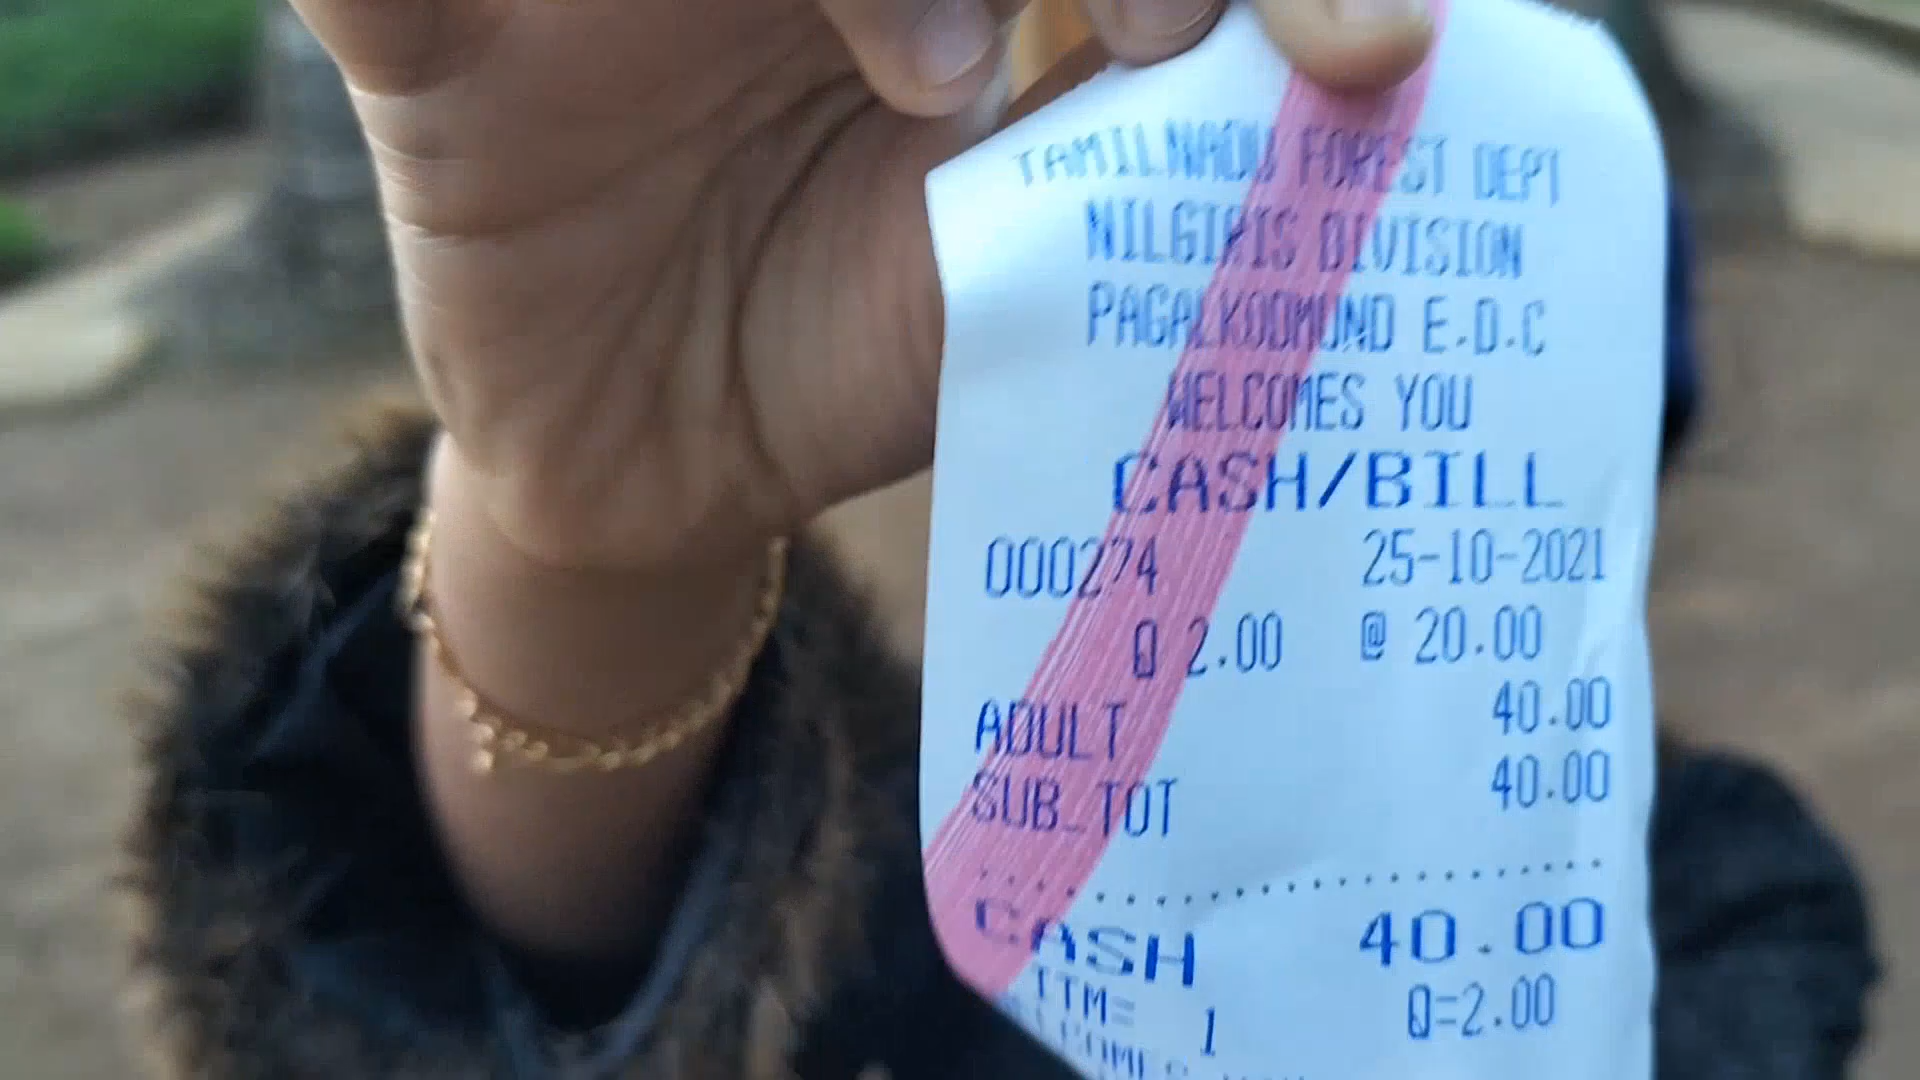 TAMILNADU FOREST DEPT
NILGIRIS DIVISION
PAGALKODMUND E.D.C
WELCOMES YOU
CASH/BILL
000274 25-10-2021
Q 2.00 @ 20.00
ADULT 40.00
SUB_TOT 40.00
CASH 40.00
ITM= 1 Q=2.00